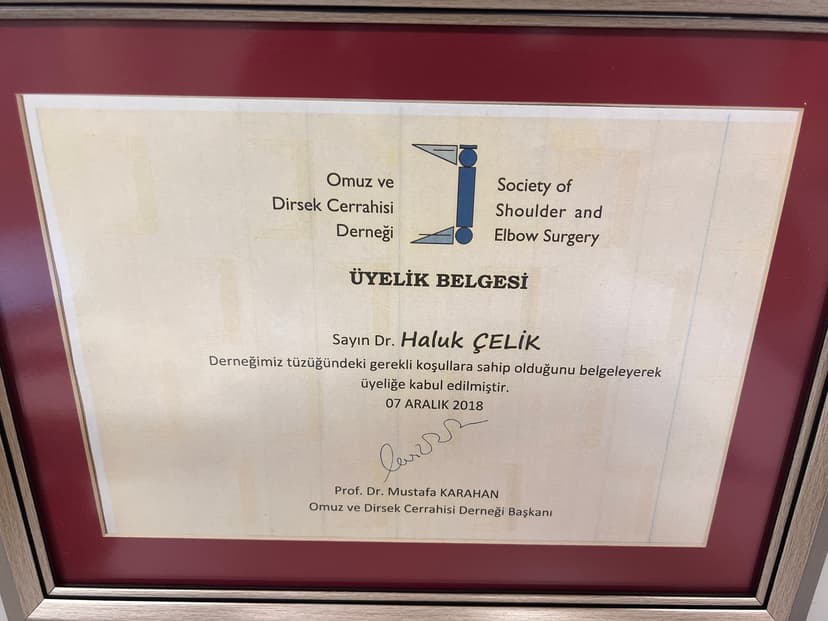 Omuz ve
Dirsek Cerrahisi
Derneği
Society of
Shoulder and
Elbow Surgery
ÜYELİK BELGESİ
Sayın Dr. Haluk ÇELİK
Derneğimiz tüzüğündeki gerekli koşullara sahip olduğunu belgeleyerek
üyeliğe kabul edilmiştir.
07 ARALIK 2018
Prof. Dr. Mustafa KARAHAN
Omuz ve Dirsek Cerrahisi Derneği Başkanı